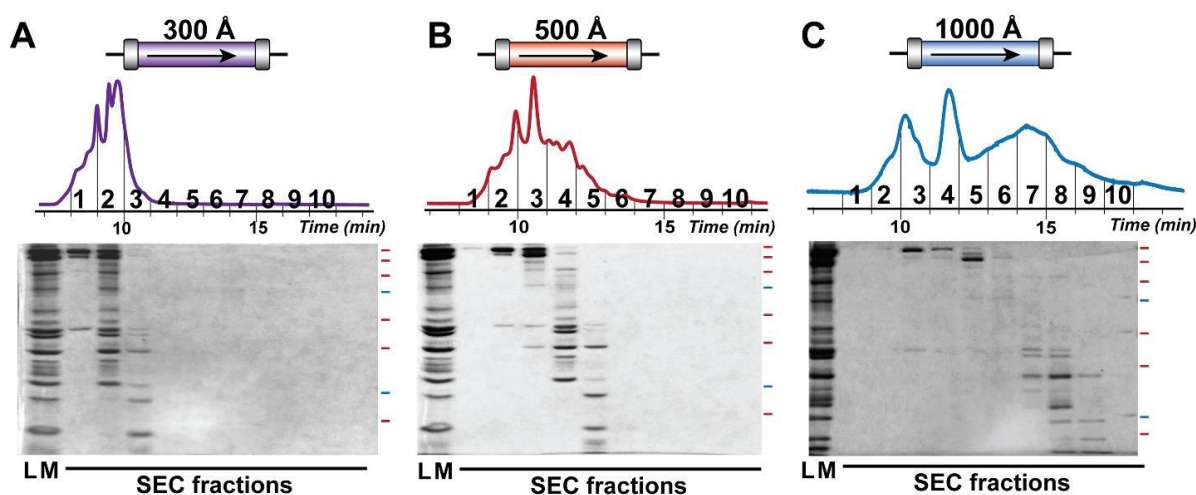 A 300 Å
1 2 3 4 5 6 7 8 9 10
10 15 Time (min)
L M
SEC fractions
B 500 Å
1 2 3 4 5 6 7 8 9 10
10 15 Time (min)
L M
SEC fractions
C 1000 Å
1 2 3 4 5 6 7 8 9 10
10 15 Time (min)
L M
SEC fractions